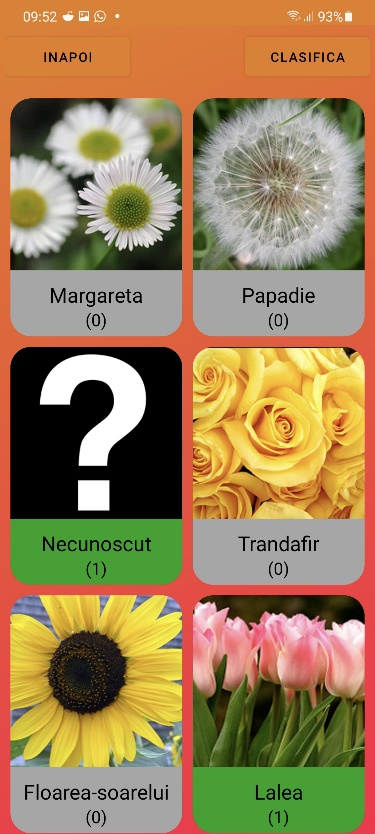 09:52 93%
INAPOI CLASIFICA
Margareta Papadie
(0) (0)
?
Necunoscut Trandafir
(1) (0)
Floarea-soarelui Lalea
(0) (1)